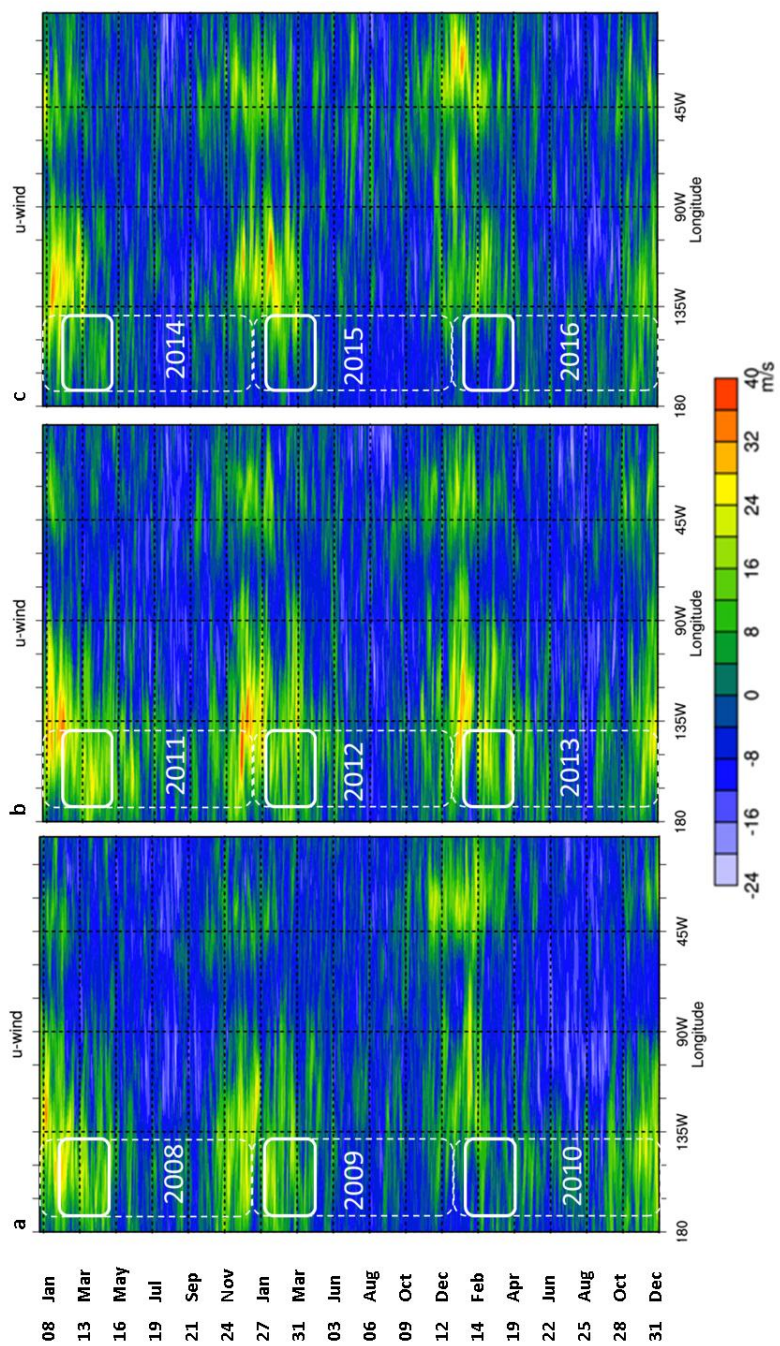 a
u-wind
2008
2009
2010
180
135W
90W
45W
Longitude
b
u-wind
2011
2012
2013
180
135W
90W
45W
Longitude
c
u-wind
2014
2015
2016
180
135W
90W
45W
Longitude
08 Jan
13 Mar
16 May
19 Jul
21 Sep
24 Nov
27 Jan
31 Mar
03 Jun
06 Aug
09 Oct
12 Dec
14 Feb
19 Apr
22 Jun
26 Aug
28 Oct
31 Dec
-24 -16 -8 0 8 16 24 32 40
m/s